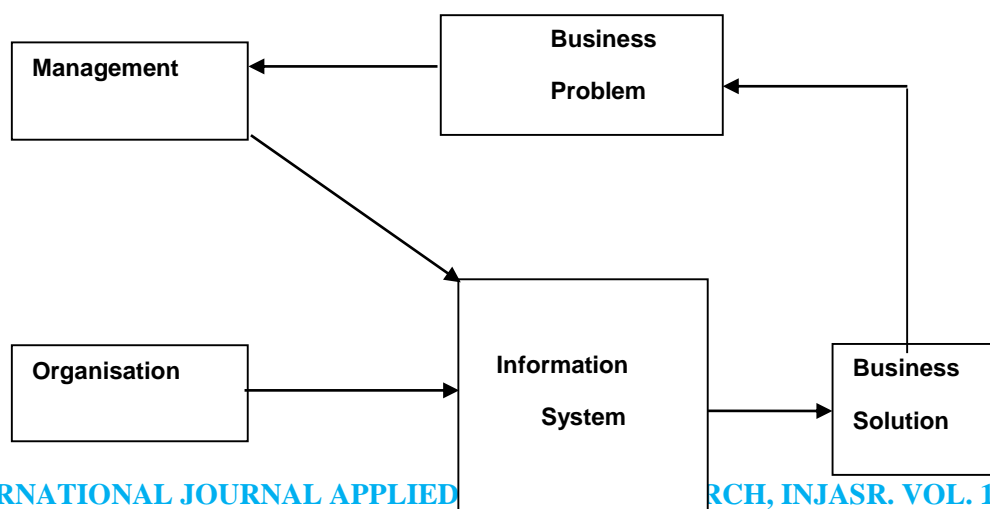 Business
Problem
Management
Organisation
Information
System
Business
Solution
RNATIONAL JOURNAL APPLIED RCH, INJASR. VOL. 1